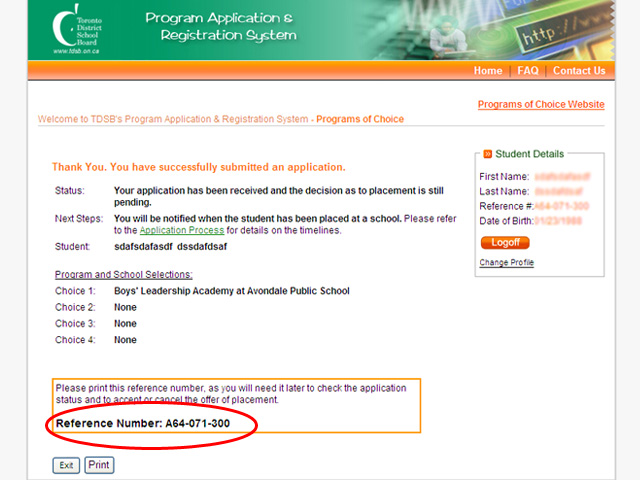 Toronto
District
School
Board
www.tdsb.on.ca
Program Application &
Registration System
http://www
Home | FAQ | Contact Us
Programs of Choice Website
Welcome to TDSB's Program Application & Registration System - Programs of Choice
Thank You. You have successfully submitted an application.
Status: Your application has been received and the decision as to placement is still
pending.
Next Steps: You will be notified when the student has been placed at a school. Please refer
to the Application Process for details on the timelines.
Student: sdafsdafasdf dssdafdsaf
Program and School Selections:
Choice 1: Boys' Leadership Academy at Avondale Public School
Choice 2: None
Choice 3: None
Choice 4: None
Please print this reference number, as you will need it later to check the application
status and to accept or cancel the offer of placement.
Reference Number: A64-071-300
Exit Print
Student Details
First Name:
Last Name:
Reference #: A64-071-300
Date of Birth: 01/23/1988
Logoff
Change Profile